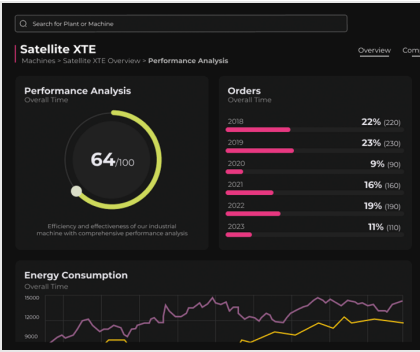 Search for Plant or Machine
Satellite XTE
Machines > Satellite XTE Overview > Performance Analysis
Overview
Com
Performance Analysis
Overall Time
64/100
Efficiency and effectiveness of our industrial
machine with comprehensive performance analysis
Orders
Overall Time
2018 22% (220)
2019 23% (230)
2020 9% (90)
2021 16% (160)
2022 19% (190)
2023 11% (110)
Energy Consumption
Overall Time
15000
12000
9000